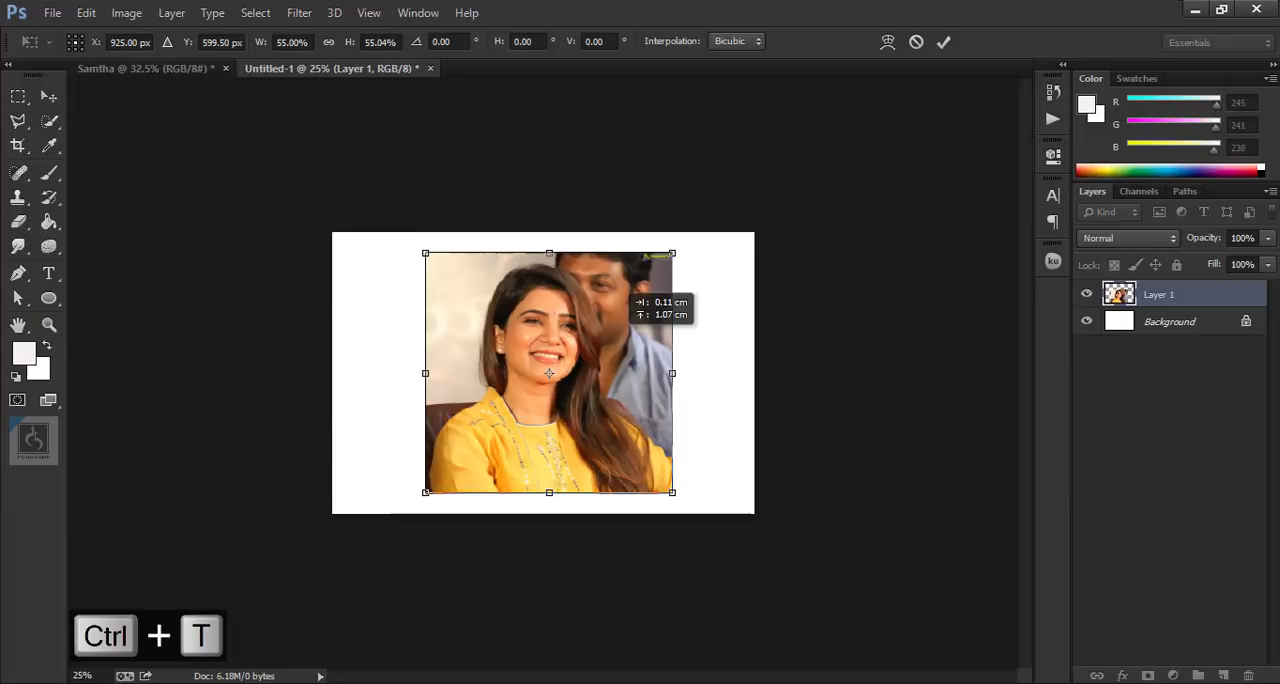 Ps File Edit Image Layer Type Select Filter 3D View Window Help
X: 925.00 px Y: 599.50 px W: 55.00% H: 55.04% 0.00 ° H: 0.00 V: 0.00 ° Interpolation: Bicubic Essentials
Samtha @ 32.5% (RGB/8#) * × Untitled-1 @ 25% (Layer 1, RGB/8) * ×
Color Swatches
R 245
G 241
B 238
Layers Channels Paths
Kind T
Normal Opacity: 100%
Lock: Fill: 100%
Layer 1
Background
A
ku
T
0.11 cm
1.07 cm
Ctrl + T
25% Doc: 6.18M/0 bytes
fx